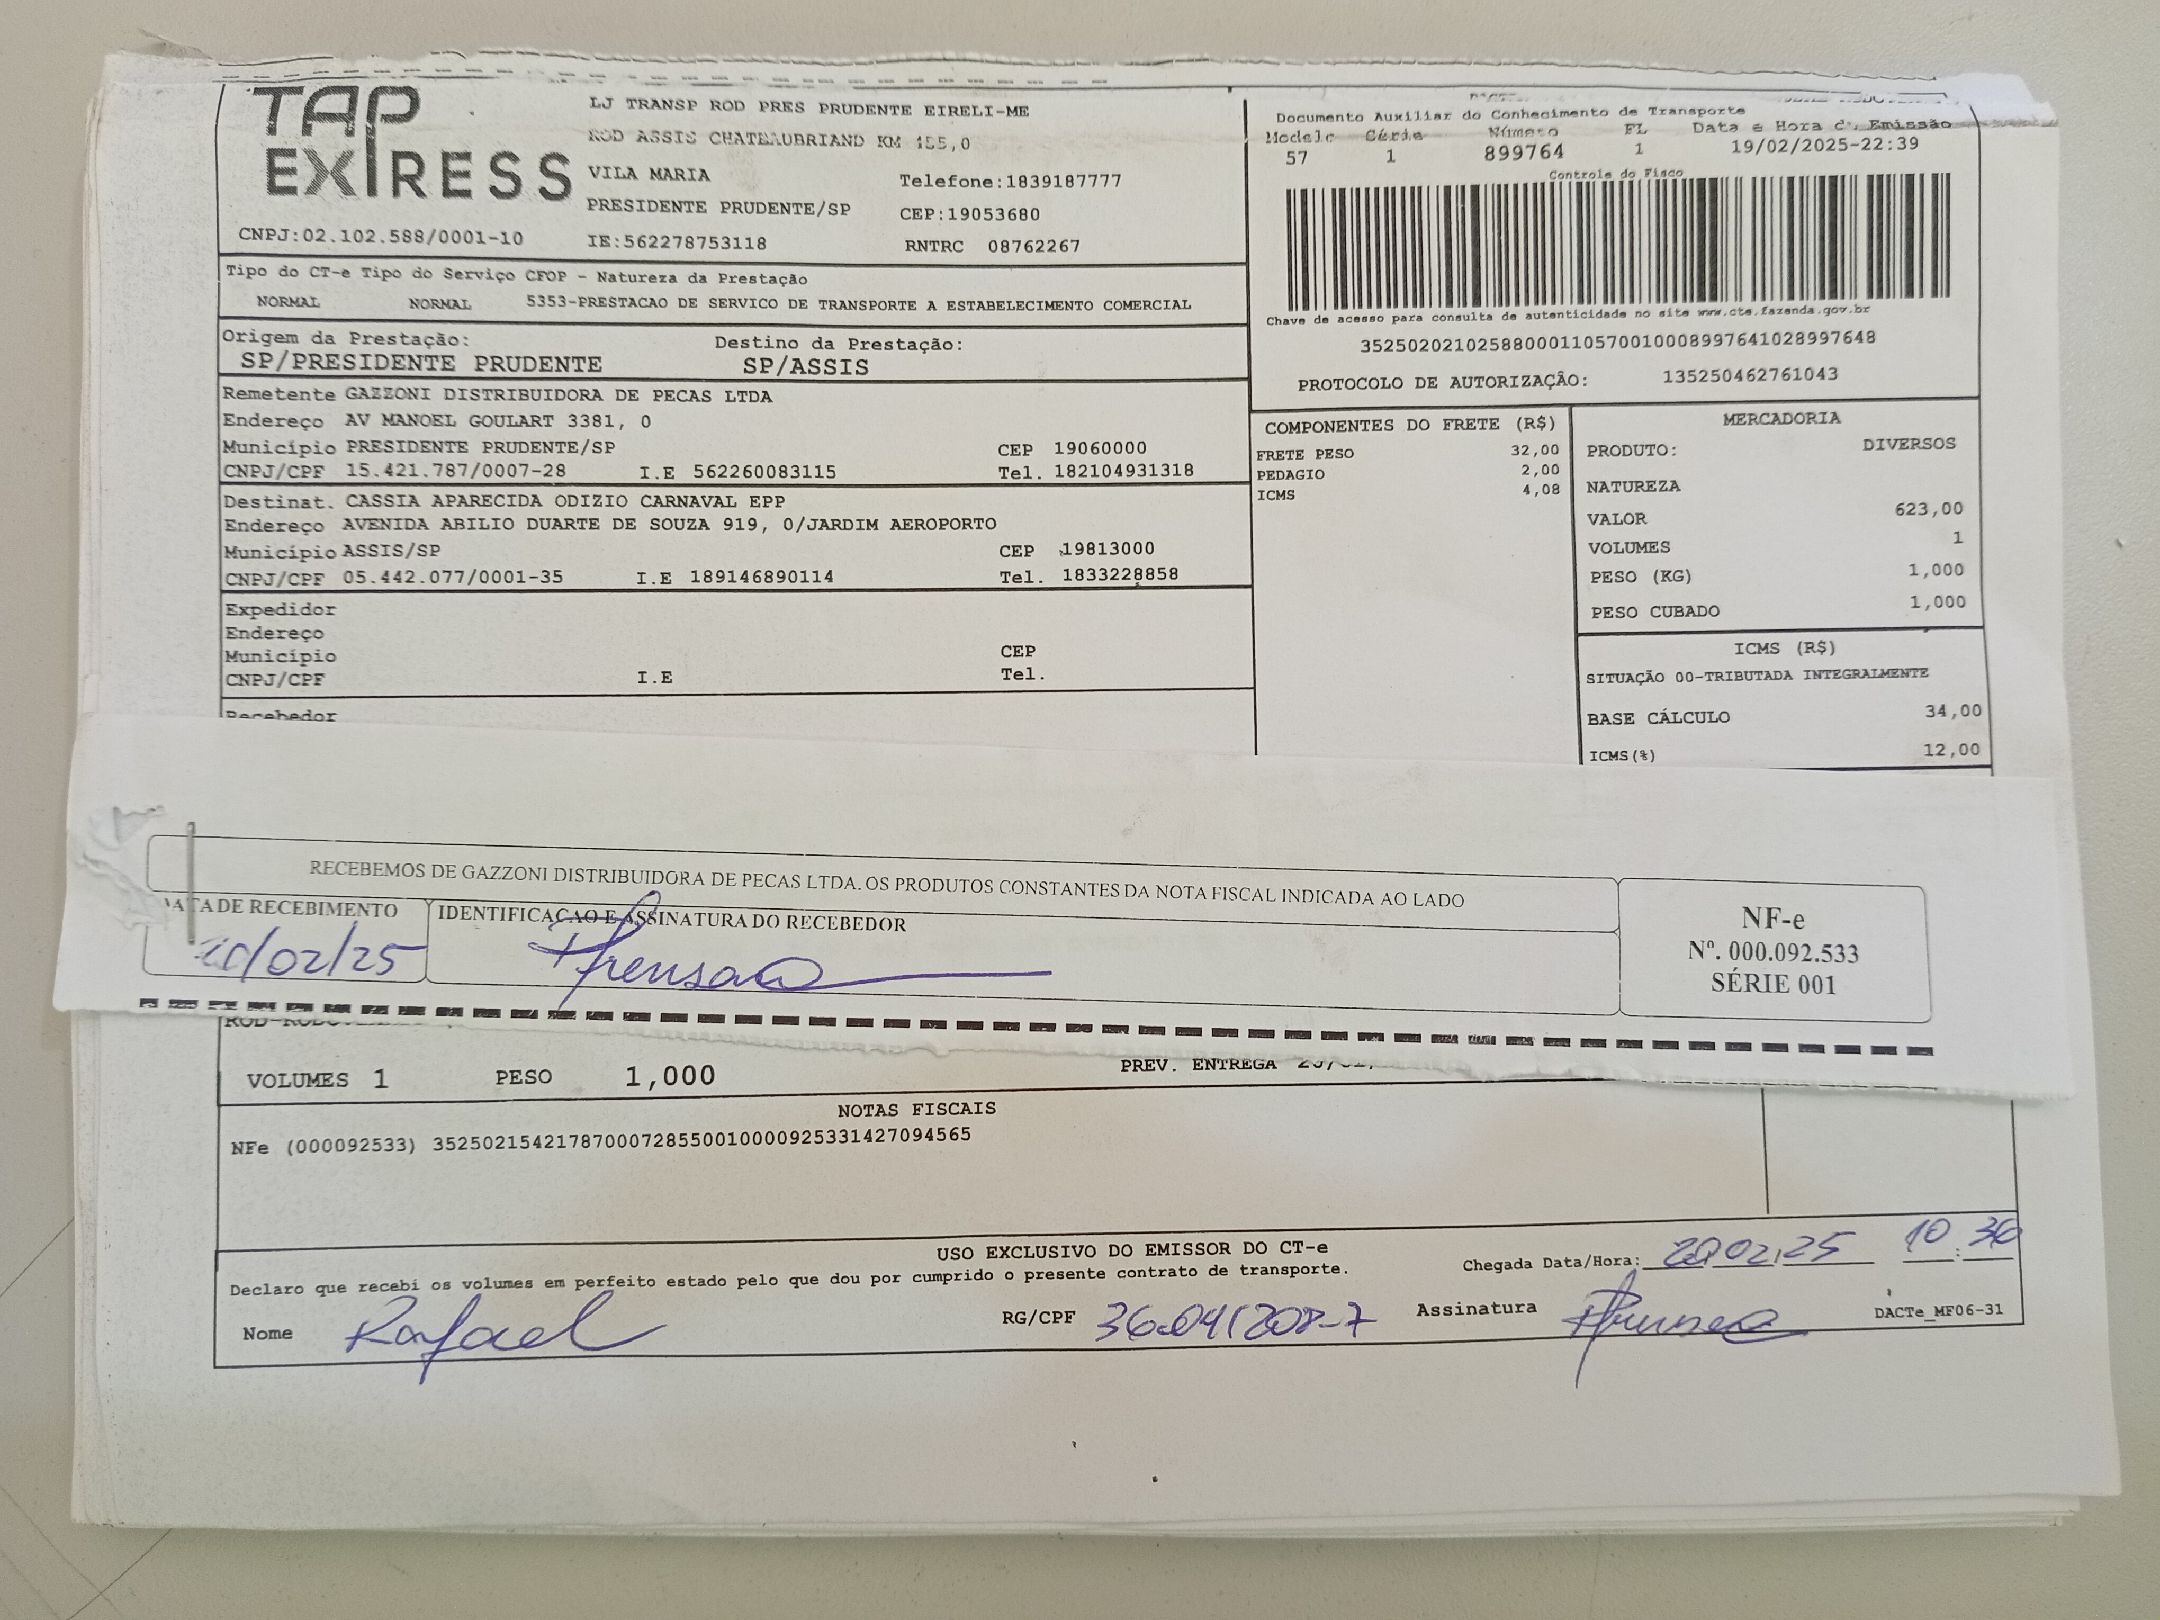 TAP EXPRESS
LJ TRANSP ROD PRES PRUDENTE EIRELI-ME
ROD ASSIS CHATEAUBRIAND KM 155,0
VILA MARIA Telefone:1839187777
PRESIDENTE PRUDENTE/SP CEP:19053680
CNPJ:02.102.588/0001-10 IE:562278753118 RNTRC 08762267
Documento Auxiliar do Conhecimento de Transporte
Modelo Série Número FL Data e Hora de Emissão
57 1 899764 1 19/02/2025-22:39
Controle do Fisco
Chave de acesso para consulta de autenticidade no site www.cte.fazenda.gov.br
35250202102588000110570010008997641028997648
PROTOCOLO DE AUTORIZAÇÃO: 135250462761043
Tipo do CT-e Tipo do Serviço CFOP - Natureza da Prestação
NORMAL NORMAL 5353-PRESTACAO DE SERVICO DE TRANSPORTE A ESTABELECIMENTO COMERCIAL
Origem da Prestação: Destino da Prestação:
SP/PRESIDENTE PRUDENTE SP/ASSIS
Remetente GAZZONI DISTRIBUIDORA DE PECAS LTDA
Endereço AV MANOEL GOULART 3381, 0
Município PRESIDENTE PRUDENTE/SP CEP 19060000
CNPJ/CPF 15.421.787/0007-28 I.E 562260083115 Tel. 182104931318
Destinat. CASSIA APARECIDA ODIZIO CARNAVAL EPP
Endereço AVENIDA ABILIO DUARTE DE SOUZA 919, 0/JARDIM AEROPORTO
Município ASSIS/SP CEP 19813000
CNPJ/CPF 05.442.077/0001-35 I.E 189146890114 Tel. 1833228858
Expedidor
Endereço
Município CEP
CNPJ/CPF I.E Tel.
Recebedor
COMPONENTES DO FRETE (R$)
FRETE PESO 32,00
PEDAGIO 2,00
ICMS 4,08
MERCADORIA
PRODUTO: DIVERSOS
NATUREZA
VALOR 623,00
VOLUMES 1
PESO (KG) 1,000
PESO CUBADO 1,000
ICMS (R$)
SITUAÇÃO 00-TRIBUTADA INTEGRALMENTE
BASE CÁLCULO 34,00
ICMS(%) 12,00
RECEBEMOS DE GAZZONI DISTRIBUIDORA DE PECAS LTDA. OS PRODUTOS CONSTANTES DA NOTA FISCAL INDICADA AO LADO
DATA DE RECEBIMENTO IDENTIFICAÇAO E ASSINATURA DO RECEBEDOR
20/02/25
NF-e
Nº. 000.092.533
SÉRIE 001
VOLUMES 1 PESO 1,000 PREV. ENTREGA
NOTAS FISCAIS
NFe (000092533) 35250215421787000728550010000925331427094565
USO EXCLUSIVO DO EMISSOR DO CT-e
Declaro que recebi os volumes em perfeito estado pelo que dou por cumprido o presente contrato de transporte.
Chegada Data/Hora: 20 02 25 10:30
Nome Rafael RG/CPF 36.041208-7 Assinatura DACTe_MF06-31